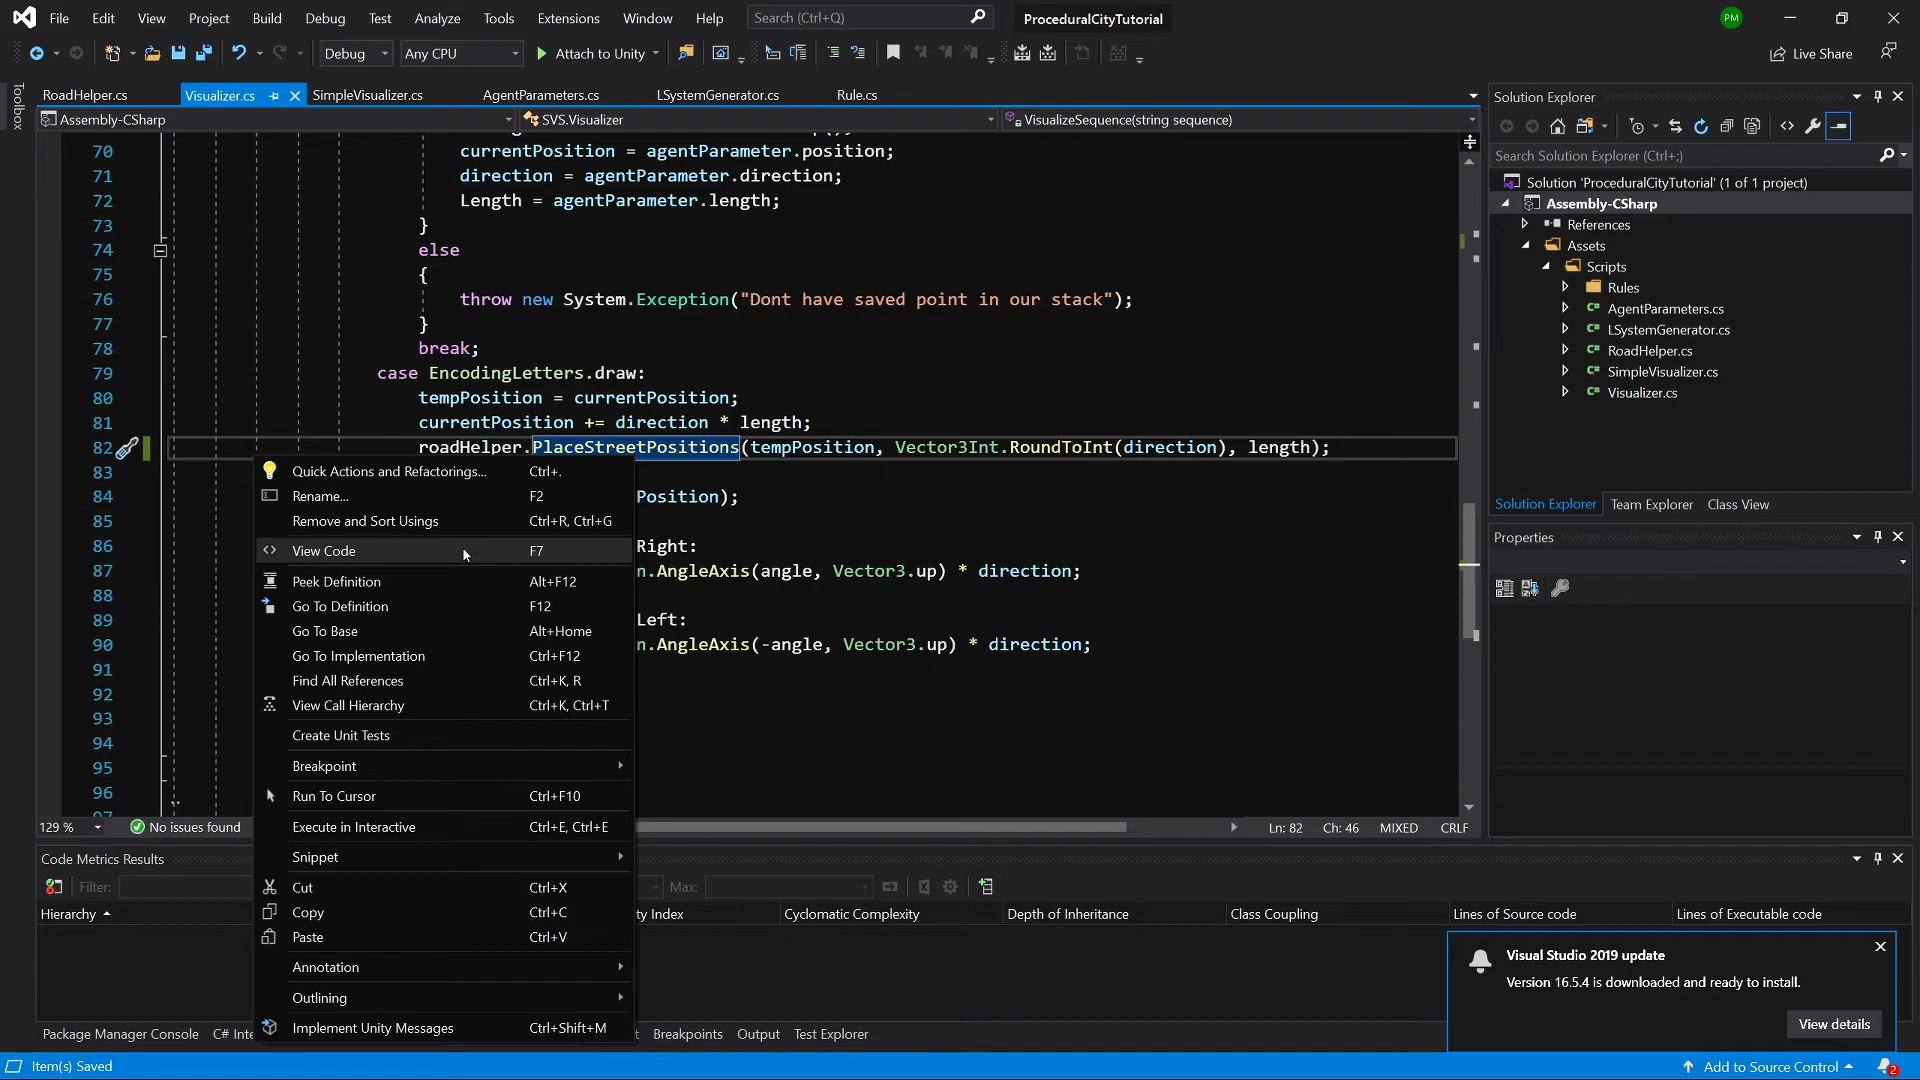 File Edit View Project Build Debug Test Analyze Tools Extensions Window Help Search (Ctrl+Q) ProceduralCityTutorial PM
Debug Any CPU Attach to Unity Live Share
Toolbox
RoadHelper.cs Visualizer.cs SimpleVisualizer.cs AgentParameters.cs LSystemGenerator.cs Rule.cs
Assembly-CSharp SVS.Visualizer VisualizeSequence(string sequence)
70 currentPosition = agentParameter.position;
71 direction = agentParameter.direction;
72 Length = agentParameter.length;
73 }
74 else
75 {
76 throw new System.Exception("Dont have saved point in our stack");
77 }
78 break;
79 case EncodingLetters.draw:
80 tempPosition = currentPosition;
81 currentPosition += direction * length;
82 roadHelper.PlaceStreetPositions(tempPosition, Vector3Int.RoundToInt(direction), length);
83
84 Position);
85
86 Right:
87 n.AngleAxis(angle, Vector3.up) * direction;
88
89 Left:
90 n.AngleAxis(-angle, Vector3.up) * direction;
91
92
93
94
95
96
97
Quick Actions and Refactorings... Ctrl+.
Rename... F2
Remove and Sort Usings Ctrl+R, Ctrl+G
View Code F7
Peek Definition Alt+F12
Go To Definition F12
Go To Base Alt+Home
Go To Implementation Ctrl+F12
Find All References Ctrl+K, R
View Call Hierarchy Ctrl+K, Ctrl+T
Create Unit Tests
Breakpoint
Run To Cursor Ctrl+F10
Execute in Interactive Ctrl+E, Ctrl+E
Snippet
Cut Ctrl+X
Copy Ctrl+C
Paste Ctrl+V
Annotation
Outlining
Implement Unity Messages Ctrl+Shift+M
129 % No issues found Ln: 82 Ch: 46 MIXED CRLF
Solution Explorer
Search Solution Explorer (Ctrl+;)
Solution 'ProceduralCityTutorial' (1 of 1 project)
Assembly-CSharp
References
Assets
Scripts
Rules
AgentParameters.cs
LSystemGenerator.cs
RoadHelper.cs
SimpleVisualizer.cs
Visualizer.cs
Solution Explorer Team Explorer Class View
Properties
Code Metrics Results
Filter: Max:
Hierarchy ty Index Cyclomatic Complexity Depth of Inheritance Class Coupling Lines of Source code Lines of Executable code
Visual Studio 2019 update
Version 16.5.4 is downloaded and ready to install.
View details
Package Manager Console C# Inte t Breakpoints Output Test Explorer
Item(s) Saved Add to Source Control 2